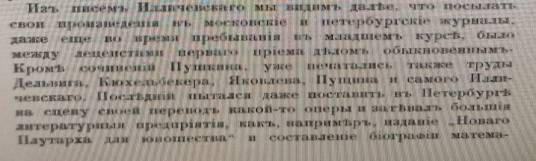 Изъ писемъ Илличевскаго мы видимъ далѣе, что посылать
свои произведенія въ московскіе и петербургскіе журналы,
даже еще во время пребыванія въ младшемъ курсѣ, было
между лицеистами перваго пріема дѣломъ обыкновеннымъ.
Кромѣ сочиненій Пушкина, уже печатались также труды
Дельвига, Кюхельбекера, Яковлева, Пущина и самого Илли-
чевскаго. Послѣдній пытался даже поставить въ Петербургѣ
на сцену своей переводъ какой-то оперы и затѣвалъ большія
литературныя предпріятія, какъ, напримѣръ, изданіе „Новаго
Плутарха для юношества“ и составленіе біографіи матема-